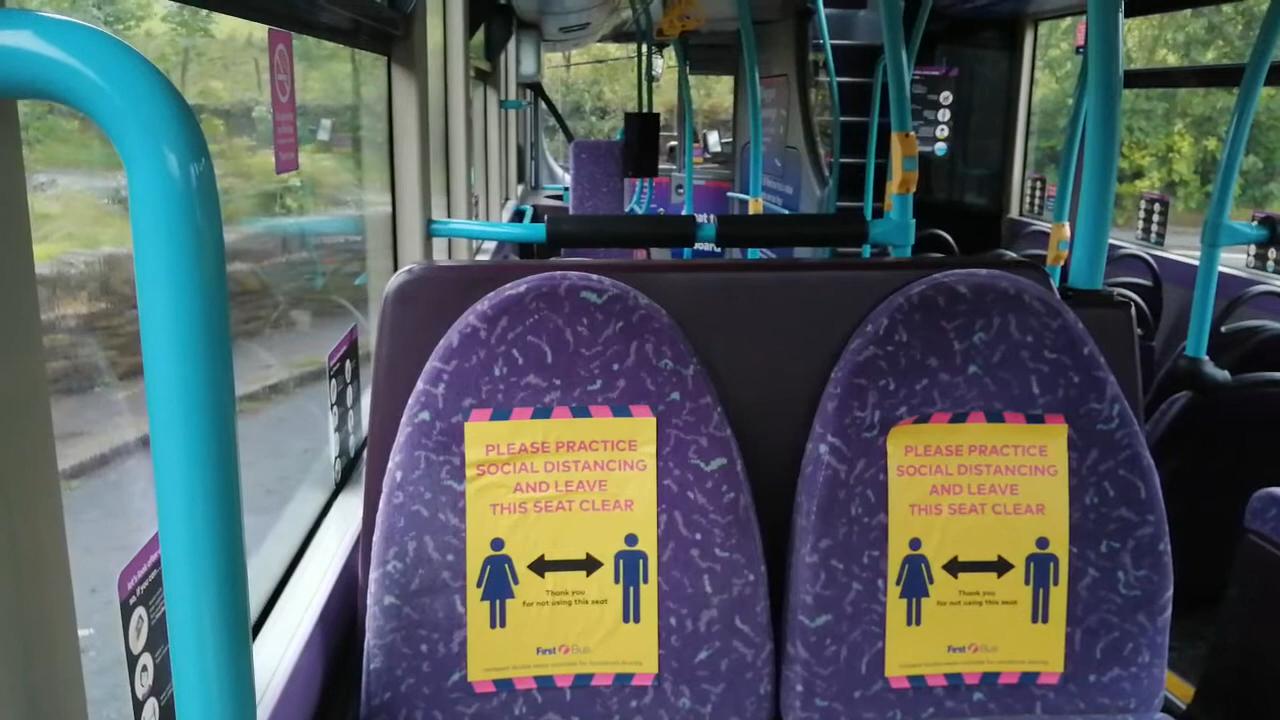 PLEASE PRACTICE
SOCIAL DISTANCING
AND LEAVE
THIS SEAT CLEAR
Thank you
for not using this seat
First Bus
PLEASE PRACTICE
SOCIAL DISTANCING
AND LEAVE
THIS SEAT CLEAR
Thank you
for not using this seat
First Bus